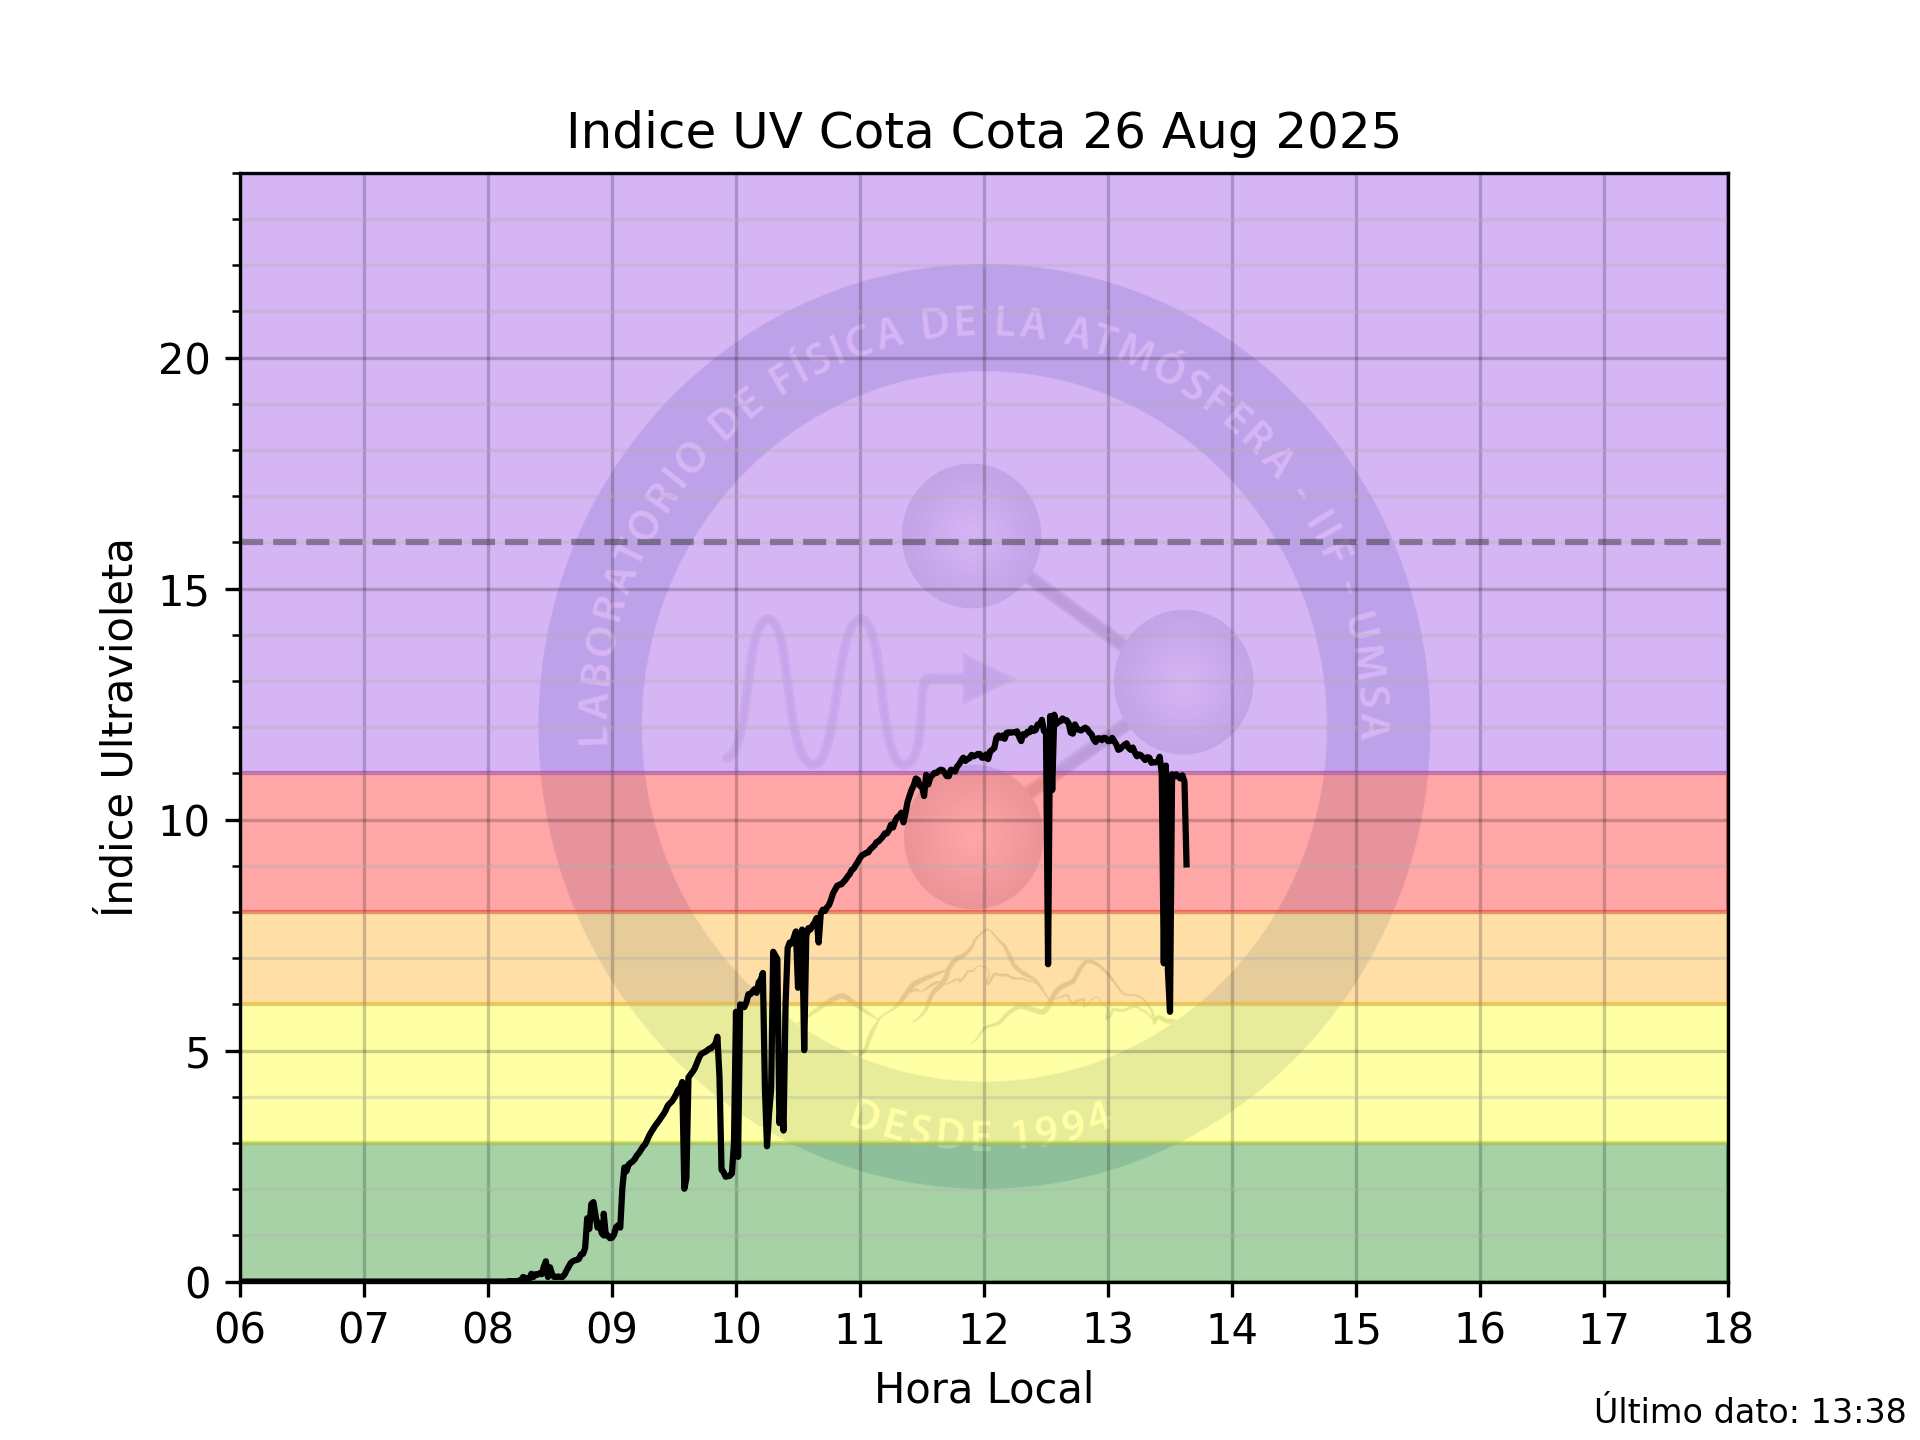 Indice UV Cota Cota 26 Aug 2025
LABORATORIO DE FÍSICA DE LA ATMÓSFERA - IIF - UMSA
DESDE 1994
Índice Ultravioleta
20
15
10
5
0
06 07 08 09 10 11 12 13 14 15 16 17 18
Hora Local
Último dato: 13:38